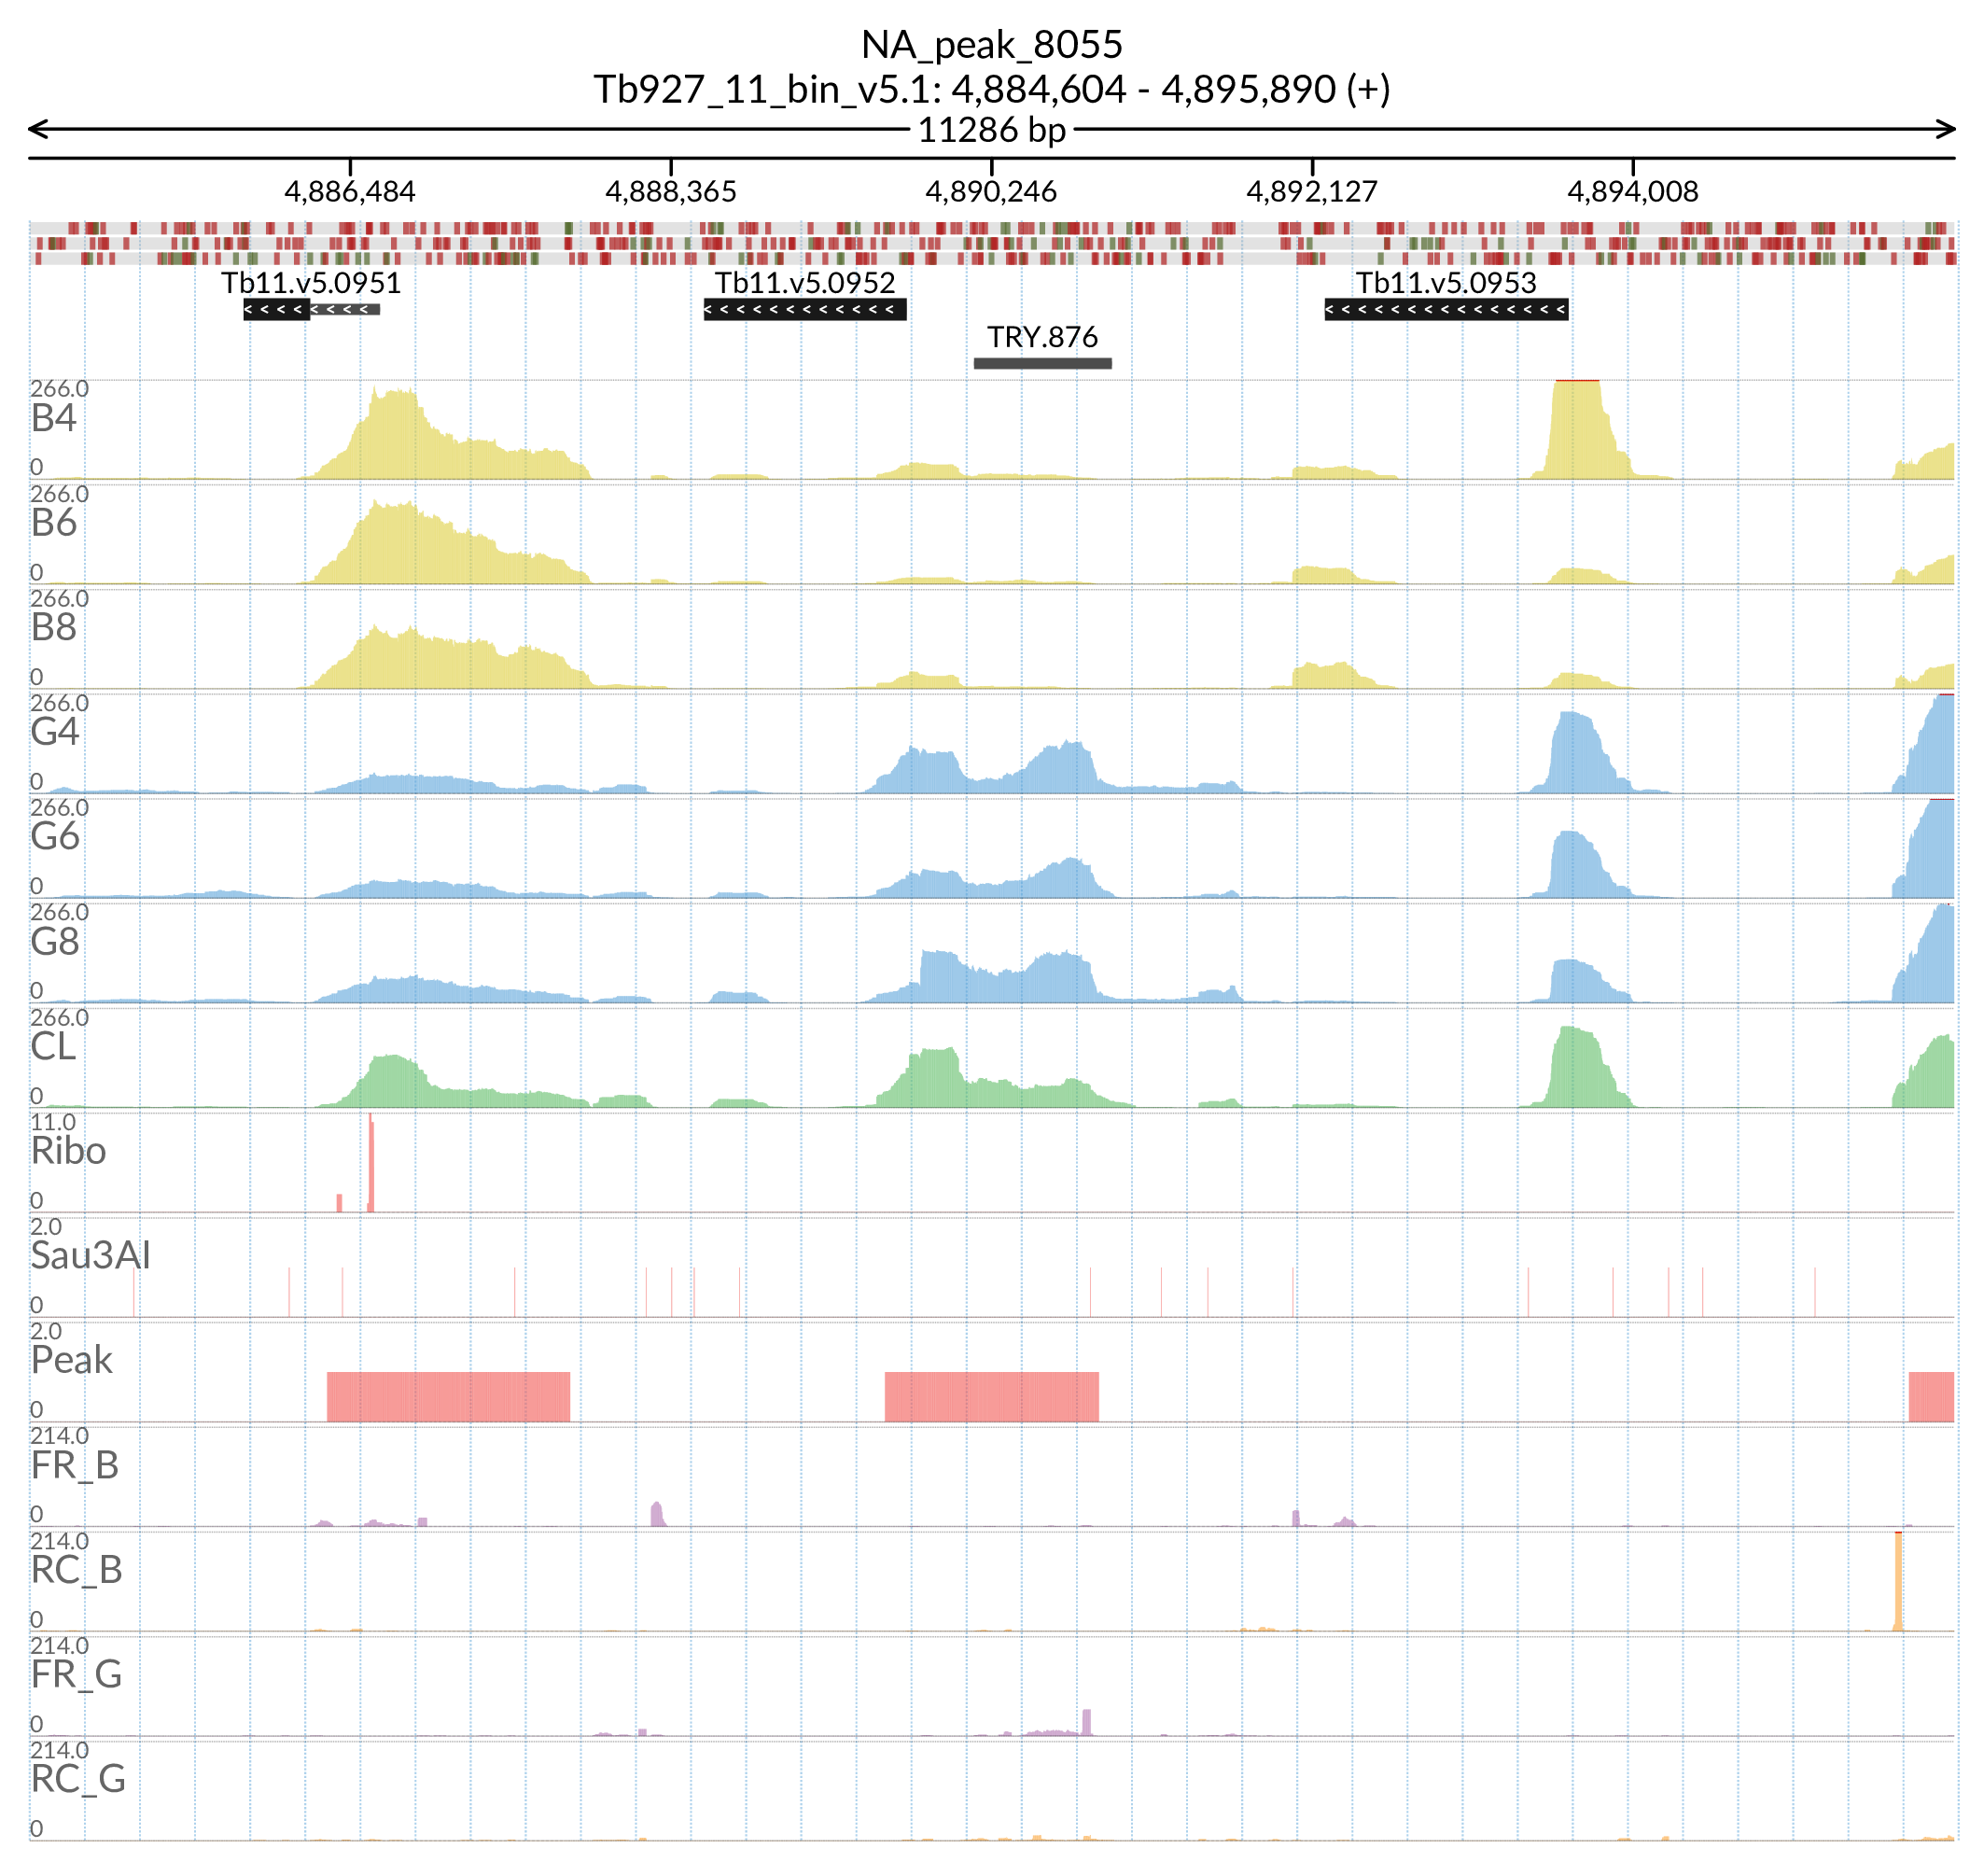 NA_peak_8055
Tb927_11_bin_v5.1: 4,884,604 - 4,895,890 (+)
11286 bp
4,886,484 4,888,365 4,890,246 4,892,127 4,894,008
Tb11.v5.0951 Tb11.v5.0952 Tb11.v5.0953
TRY.876
266.0
B4
0
266.0
B6
0
266.0
B8
0
266.0
G4
0
266.0
G6
0
266.0
G8
0
266.0
CL
0
11.0
Ribo
0
2.0
Sau3AI
0
2.0
Peak
0
214.0
FR_B
0
214.0
RC_B
0
214.0
FR_G
0
214.0
RC_G
0